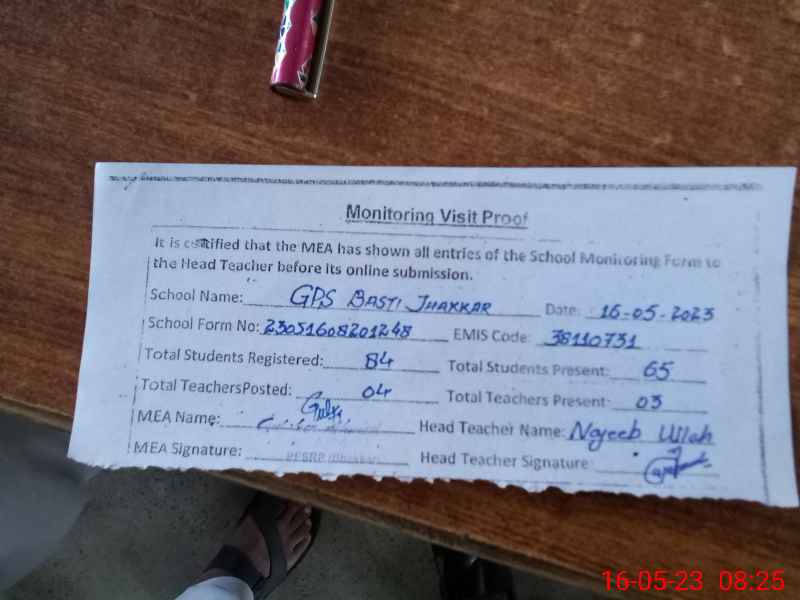 Monitoring Visit Proof
It is certified that the MEA has shown all entries of the School Monitoring Form to
the Head Teacher before its online submission.
School Name: GPS BASTI JHAKKAR Date: 16-05-2023
School Form No: 23051608201248 EMIS Code: 38110731
Total Students Registered: 84 Total Students Present: 65
Total TeachersPosted: 04 Total Teachers Present: 03
MEA Name: Head Teacher Name: Najeeb Ullah
MEA Signature: Head Teacher Signature:
16-05-23 08:25